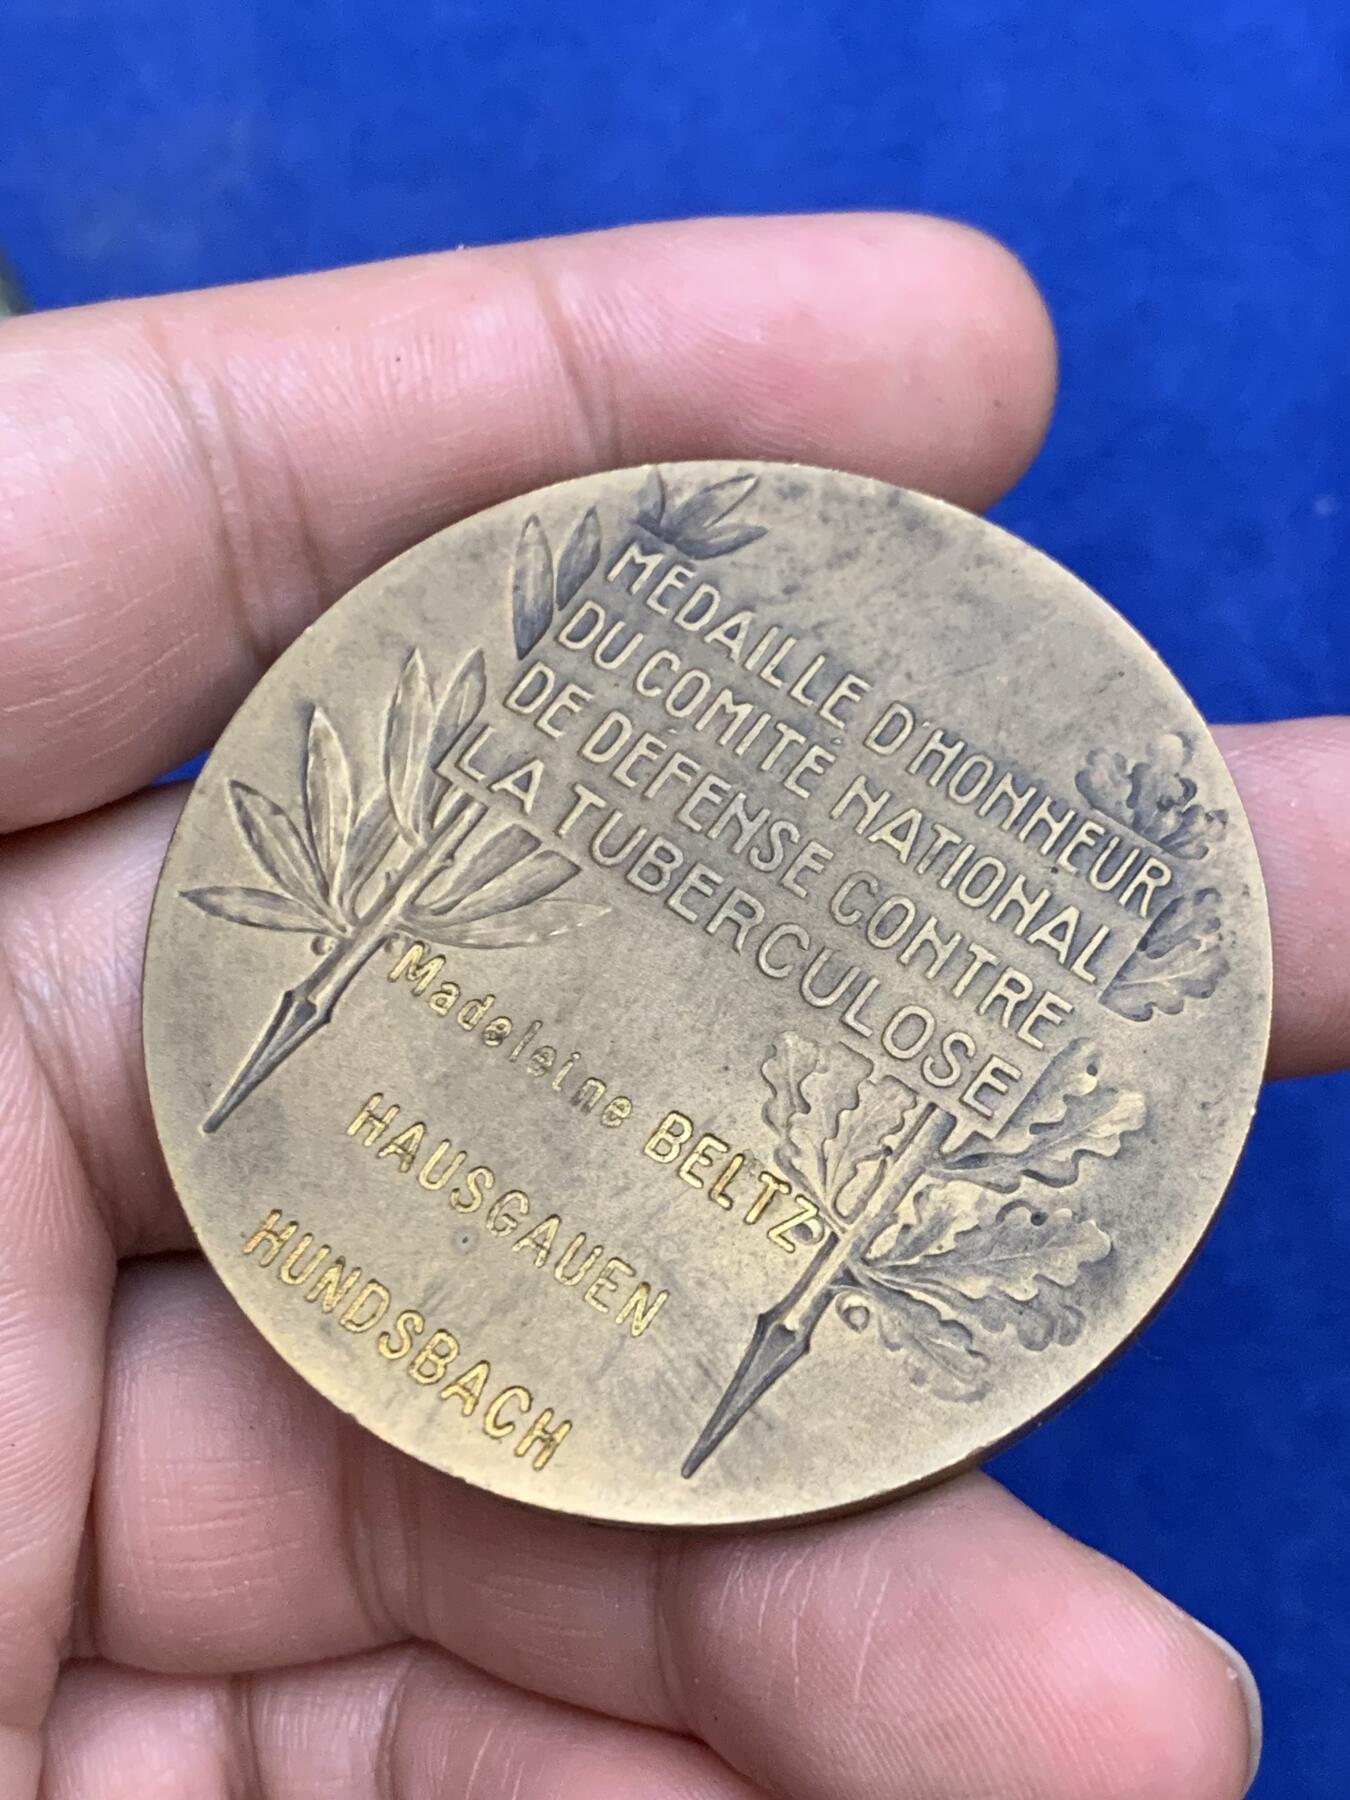 MÉDAILLE D'HONNEUR
DU COMITÉ NATIONAL
DE DÉFENSE CONTRE
LA TUBERCULOSE
Madeleine BELTZ
HAUSGAUEN
HUNDSBACH